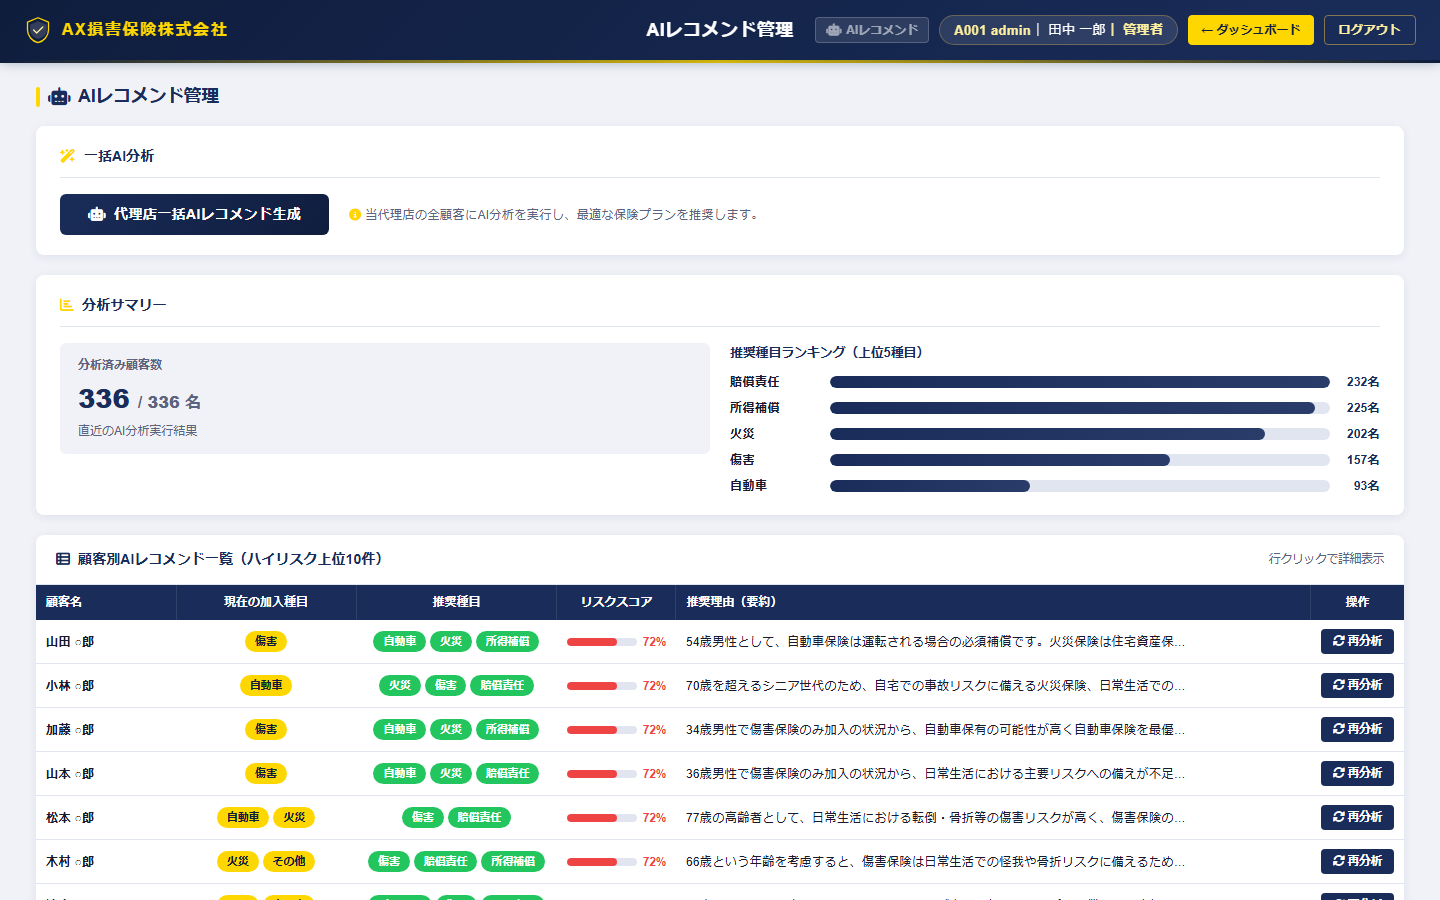 AX損害保険株式会社
AIレコメンド管理
AIレコメンド
A001 admin | 田中 一郎 | 管理者
←ダッシュボード
ログアウト
AIレコメンド管理
一括AI分析
代理店一括AIレコメンド生成
当代理店の全顧客にAI分析を実行し、最適な保険プランを推奨します。
分析サマリー
分析済み顧客数
336 / 336 名
直近のAI分析実行結果
推奨種目ランキング（上位5種目）
賠償責任 232名
所得補償 225名
火災 202名
傷害 157名
自動車 93名
顧客別AIレコメンド一覧（ハイリスク上位10件）
行クリックで詳細表示
顧客名 現在の加入種目 推奨種目 リスクスコア 推奨理由（要約） 操作
山田 ○郎 傷害 自動車 火災 所得補償 72% 54歳男性として、自動車保険は運転される場合の必須補償です。火災保険は住宅資産保... 再分析
小林 ○郎 自動車 火災 傷害 賠償責任 72% 70歳を超えるシニア世代のため、自宅での事故リスクに備える火災保険、日常生活での... 再分析
加藤 ○郎 傷害 自動車 火災 所得補償 72% 34歳男性で傷害保険のみ加入の状況から、自動車保有の可能性が高く自動車保険を最優... 再分析
山本 ○郎 傷害 自動車 火災 賠償責任 72% 36歳男性で傷害保険のみ加入の状況から、日常生活における主要リスクへの備えが不足... 再分析
松本 ○郎 自動車 火災 傷害 賠償責任 72% 77歳の高齢者として、日常生活における転倒・骨折等の傷害リスクが高く、傷害保険の... 再分析
木村 ○郎 火災 その他 傷害 賠償責任 所得補償 72% 66歳という年齢を考慮すると、傷害保険は日常生活での怪我や骨折リスクに備えるため... 再分析